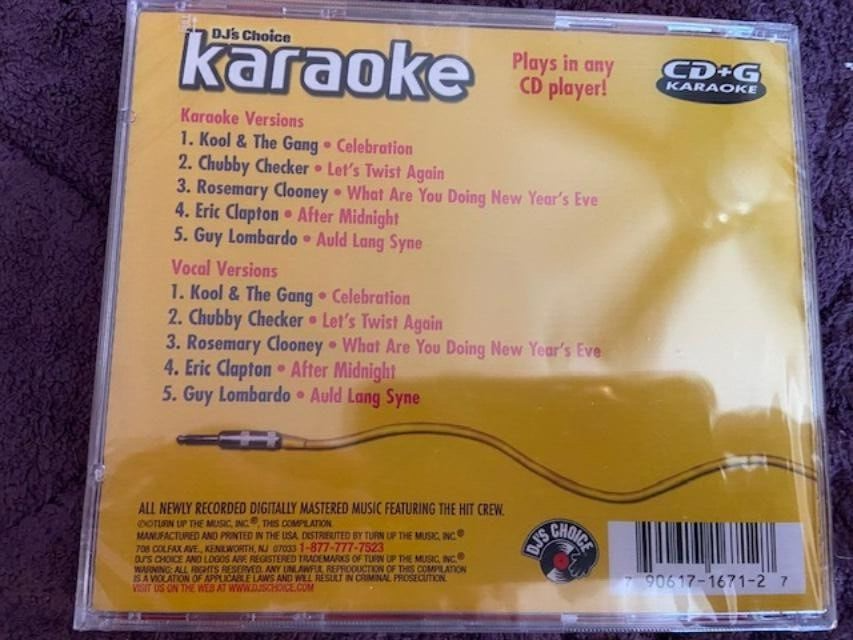 DJ's Choice
karaoke
Plays in any
CD player!
CD+G
KARAOKE
Karaoke Versions
1. Kool & The Gang • Celebration
2. Chubby Checker • Let's Twist Again
3. Rosemary Clooney • What Are You Doing New Year's Eve
4. Eric Clapton • After Midnight
5. Guy Lombardo • Auld Lang Syne
Vocal Versions
1. Kool & The Gang • Celebration
2. Chubby Checker • Let's Twist Again
3. Rosemary Clooney • What Are You Doing New Year's Eve
4. Eric Clapton • After Midnight
5. Guy Lombardo • Auld Lang Syne
ALL NEWLY RECORDED DIGITALLY MASTERED MUSIC FEATURING THE HIT CREW.
℗©TURN UP THE MUSIC, INC.®, THIS COMPILATION.
MANUFACTURED AND PRINTED IN THE USA. DISTRIBUTED BY TURN UP THE MUSIC, INC.®
708 COLFAX AVE., KENILWORTH, NJ 07033 1-877-777-7523
DJ'S CHOICE AND LOGOS ARE REGISTERED TRADEMARKS OF TURN UP THE MUSIC, INC.®
WARNING: ALL RIGHTS RESERVED. ANY UNLAWFUL REPRODUCTION OF THIS COMPILATION
IS A VIOLATION OF APPLICABLE LAWS AND WILL RESULT IN CRIMINAL PROSECUTION.
VISIT US ON THE WEB AT WWW.DJSCHOICE.COM
DJ'S CHOICE
7 90617-1671-2 7